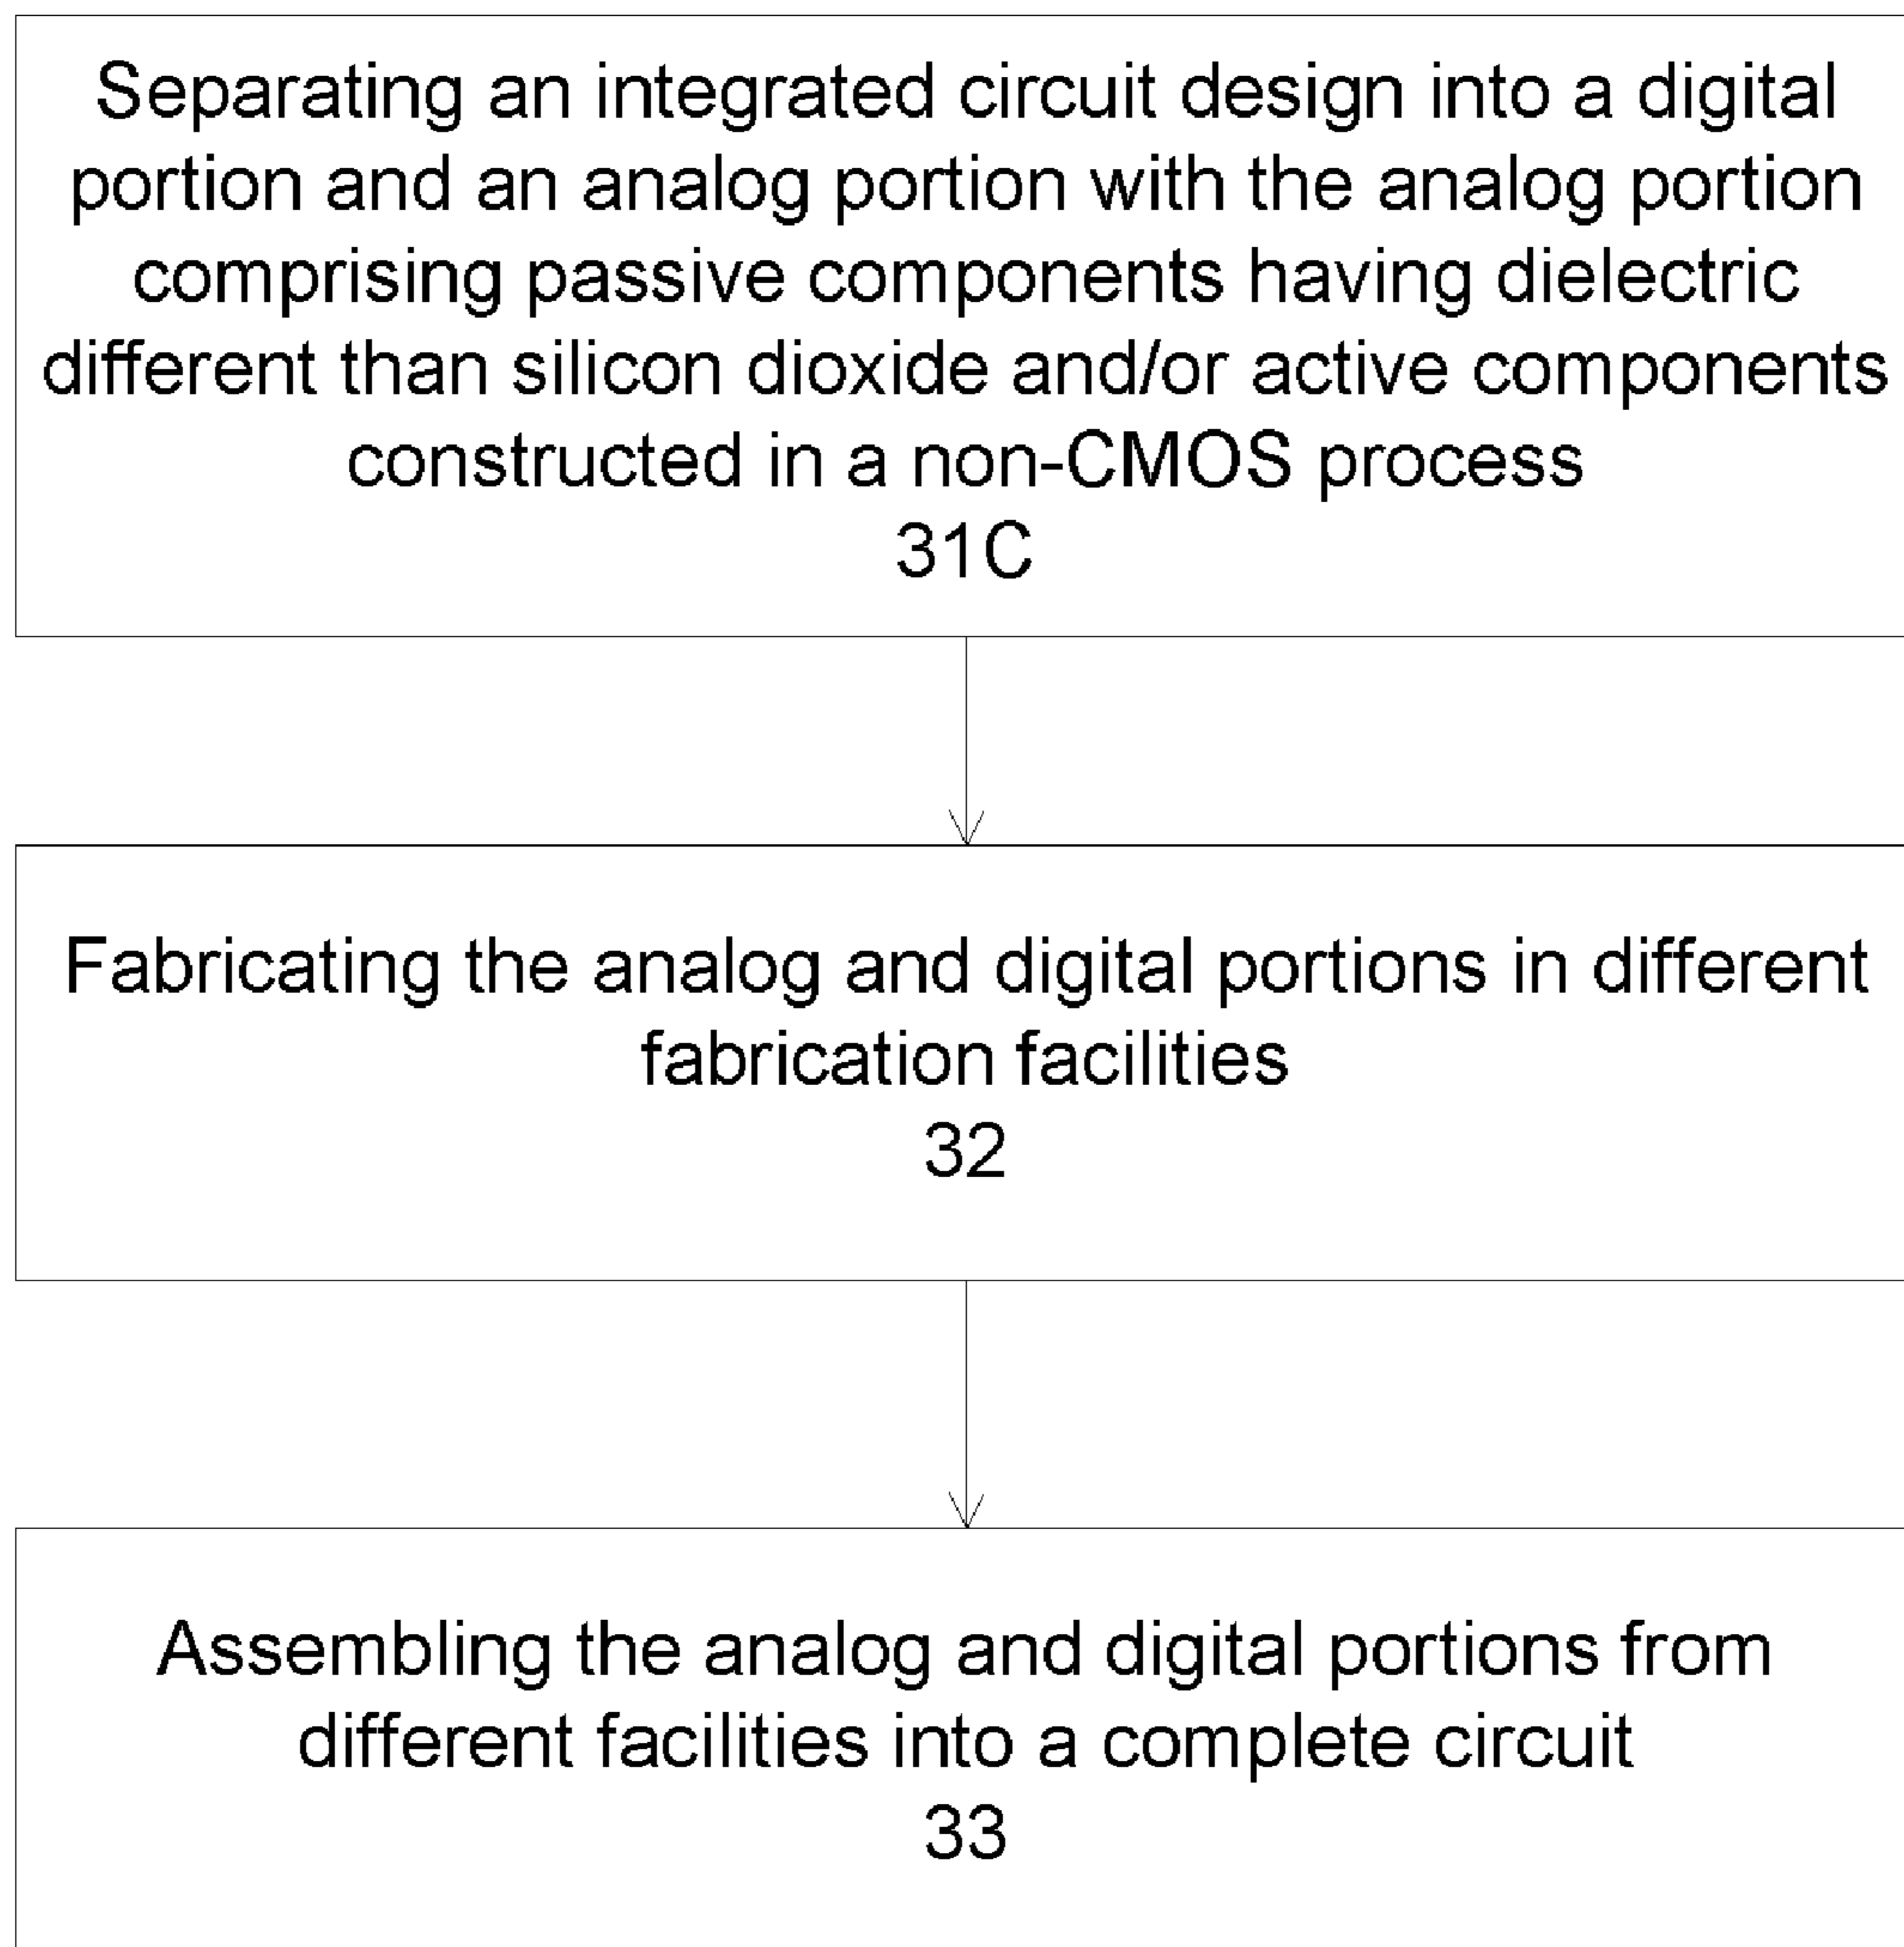 Separating an integrated circuit design into a digital
portion and an analog portion with the analog portion
comprising passive components having dielectric
different than silicon dioxide and/or active components
constructed in a non-CMOS process
31C
Fabricating the analog and digital portions in different
fabrication facilities
32
Assembling the analog and digital portions from
different facilities into a complete circuit
33